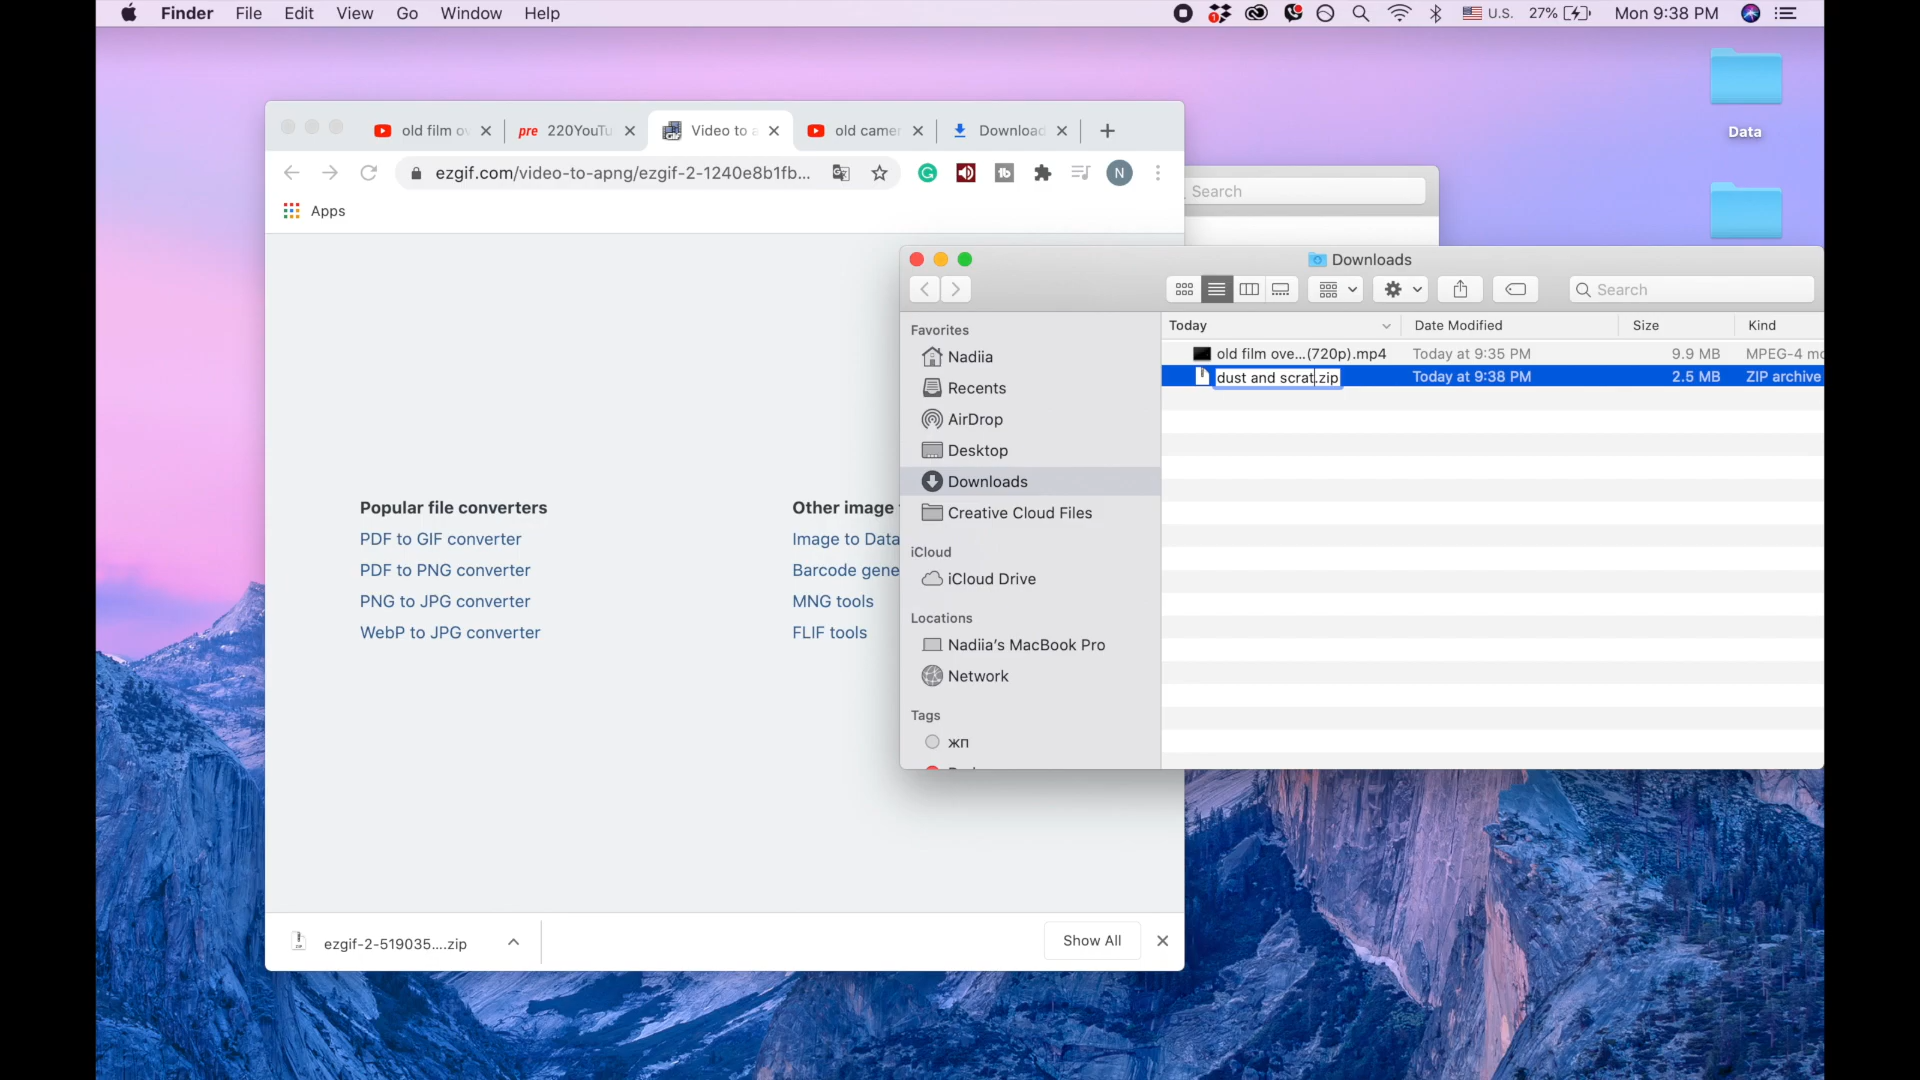 Finder File Edit View Go Window Help
1 U.S. 27% Mon 9:38 PM
Data
old film o
pre 220YouTu
Video to a
old camer
Download
ezgif.com/video-to-apng/ezgif-2-1240e8b1fb...
N
Apps
Search
Downloads
Search
Favorites
Nadiia
Recents
AirDrop
Desktop
Downloads
Creative Cloud Files
iCloud
iCloud Drive
Locations
Nadiia's MacBook Pro
Network
Tags
жп
Today Date Modified Size Kind
old film ove...(720p).mp4 Today at 9:35 PM 9.9 MB MPEG-4 mo
dust and scrat.zip Today at 9:38 PM 2.5 MB ZIP archive
Popular file converters
PDF to GIF converter
PDF to PNG converter
PNG to JPG converter
WebP to JPG converter
Other image
Image to Data
Barcode gene
MNG tools
FLIF tools
ezgif-2-519035....zip
Show All